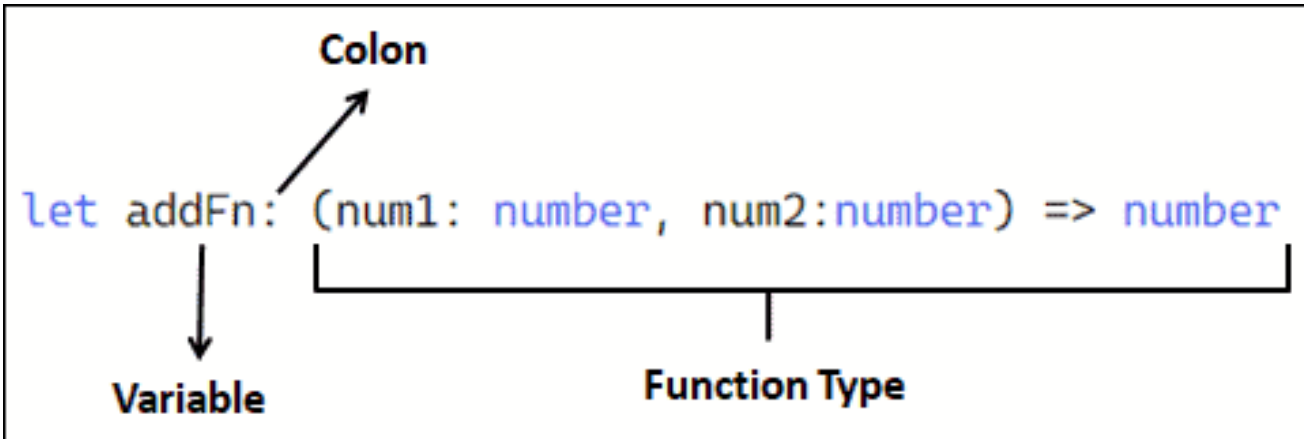 Colon
let addFn: (num1: number, num2:number) => number
Variable
Function Type